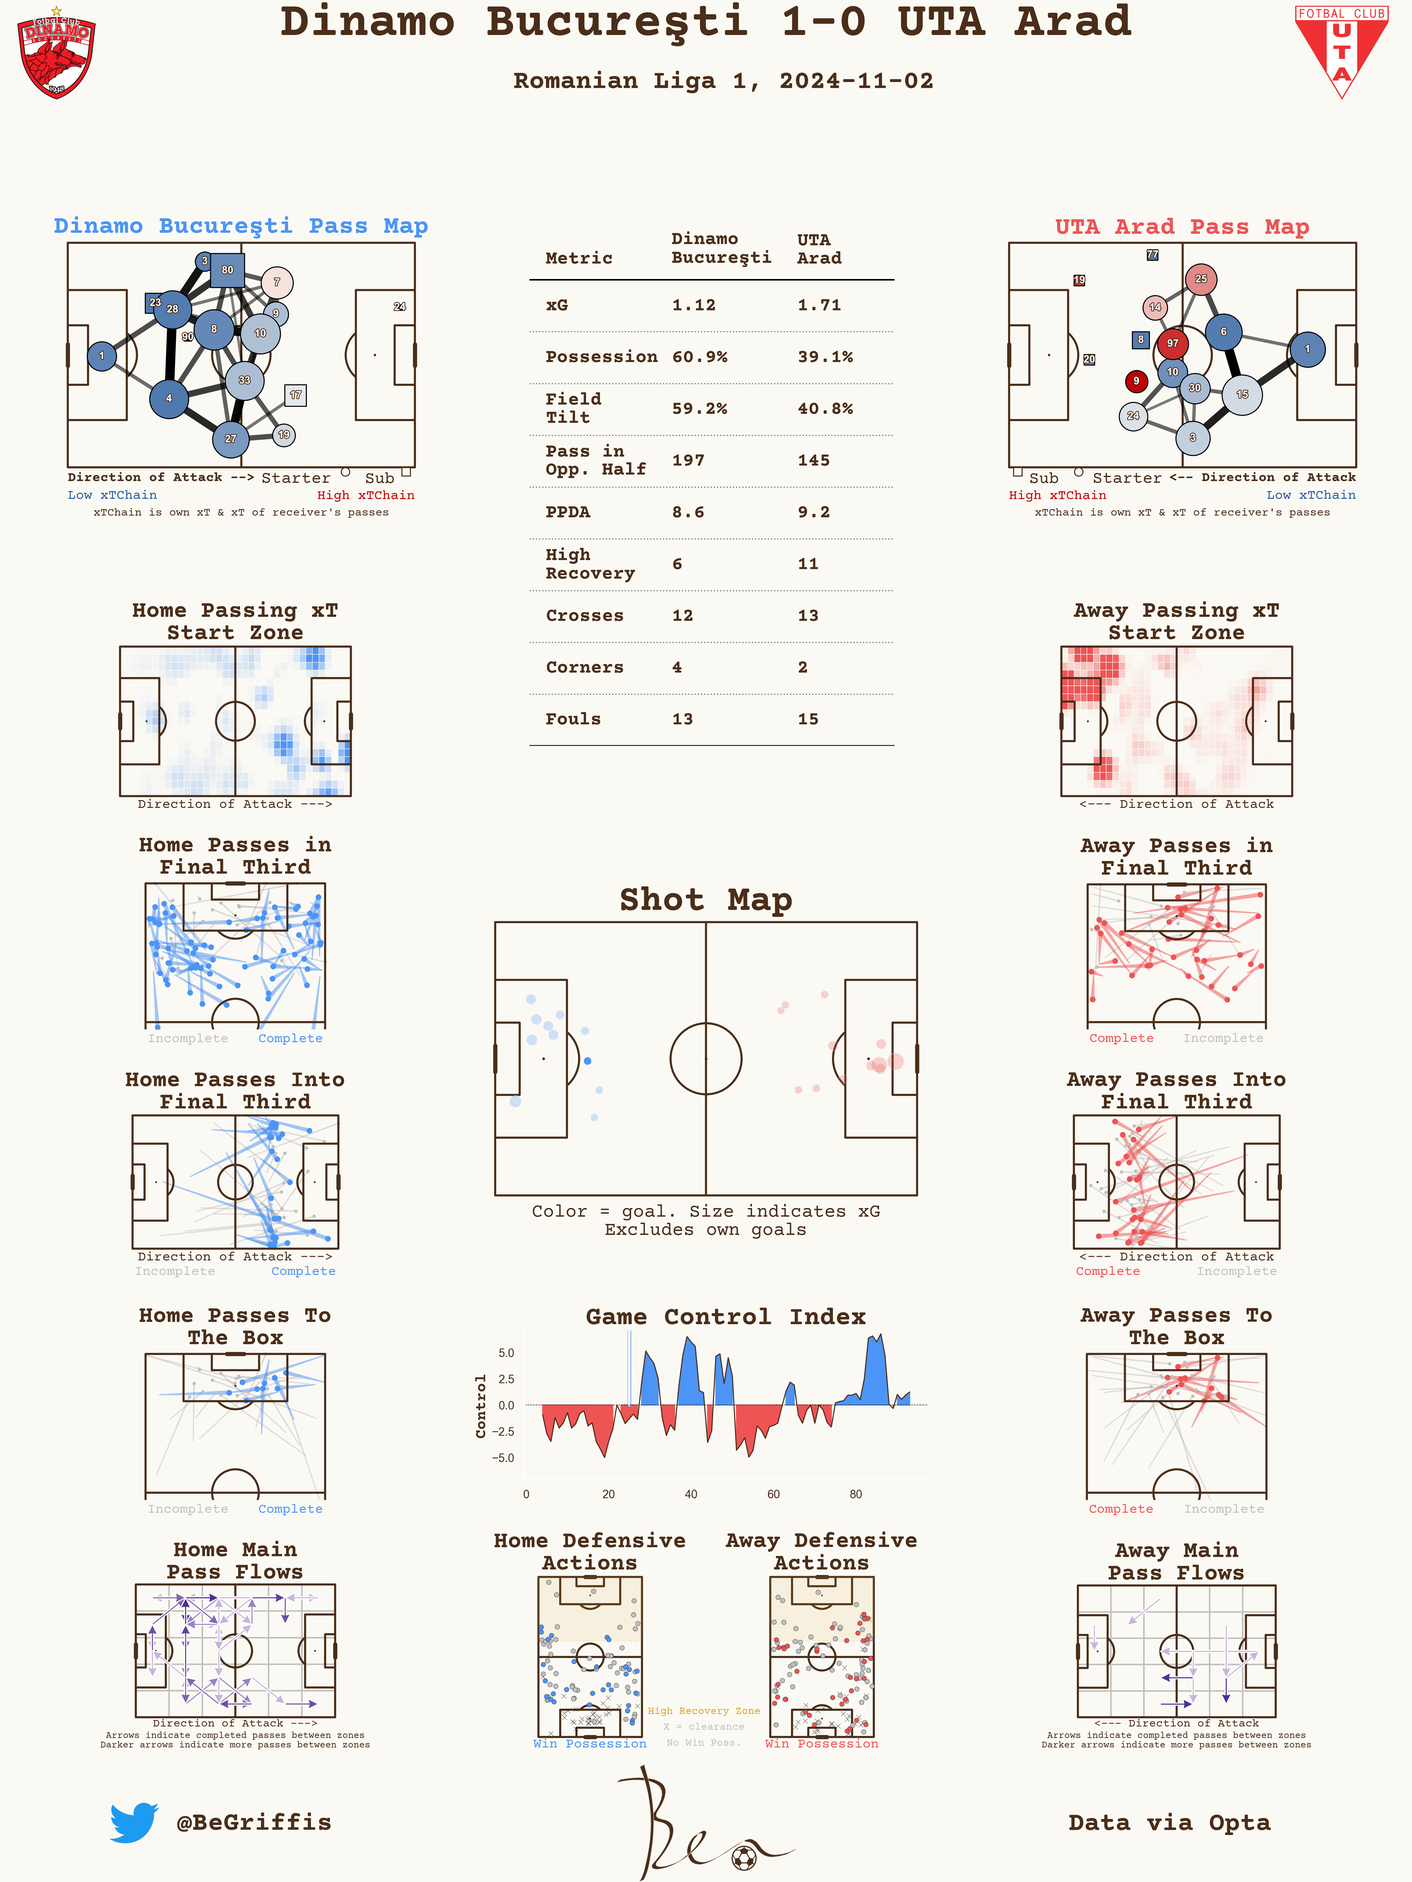 Dinamo Bucureşti 1-0 UTA Arad
Romanian Liga 1, 2024-11-02
Fotbal Club
DINAMO
BUCURESTI
1948
FOTBAL CLUB
U
T
A
Dinamo Bucureşti Pass Map
3
80
7
23
28
9
8
90
10
24
1
33
4
17
27
19
Direction of Attack --> Starter Sub
Low xTChain High xTChain
xTChain is own xT & xT of receiver's passes
Metric Dinamo Bucureşti UTA Arad
xG 1.12 1.71
Possession 60.9% 39.1%
Field Tilt 59.2% 40.8%
Pass in Opp. Half 197 145
PPDA 8.6 9.2
High Recovery 6 11
Crosses 12 13
Corners 4 2
Fouls 13 15
UTA Arad Pass Map
77
19
25
14
6
8
97
1
20
10
9
30
15
24
3
Sub Starter <-- Direction of Attack
High xTChain Low xTChain
xTChain is own xT & xT of receiver's passes
Home Passing xT
Start Zone
Direction of Attack --->
Away Passing xT
Start Zone
<--- Direction of Attack
Home Passes in
Final Third
Incomplete Complete
Away Passes in
Final Third
Complete Incomplete
Shot Map
Color = goal. Size indicates xG
Excludes own goals
Home Passes Into
Final Third
Direction of Attack --->
Incomplete Complete
Away Passes Into
Final Third
<--- Direction of Attack
Complete Incomplete
Home Passes To
The Box
Incomplete Complete
Game Control Index
Control
5.0
2.5
0.0
−2.5
−5.0
0 20 40 60 80
Away Passes To
The Box
Complete Incomplete
Home Main
Pass Flows
Direction of Attack --->
Arrows indicate completed passes between zones
Darker arrows indicate more passes between zones
Home Defensive
Actions
Win Possession
High Recovery Zone
X = clearance
No Win Poss.
Away Defensive
Actions
Win Possession
Away Main
Pass Flows
<--- Direction of Attack
Arrows indicate completed passes between zones
Darker arrows indicate more passes between zones
@BeGriffis
Ben
Data via Opta